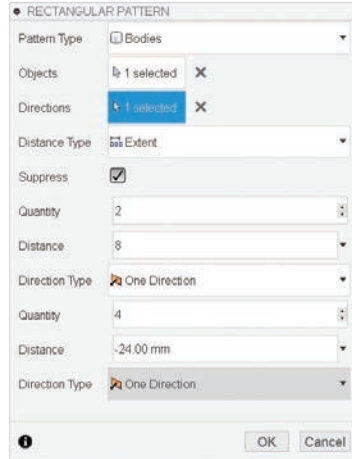 RECTANGULAR PATTERN
Pattern Type Bodies
Objects 1 selected
Directions 1 selected
Distance Type Extent
Suppress
Quantity 2
Distance 8
Direction Type One Direction
Quantity 4
Distance -24.00 mm
Direction Type One Direction
OK Cancel